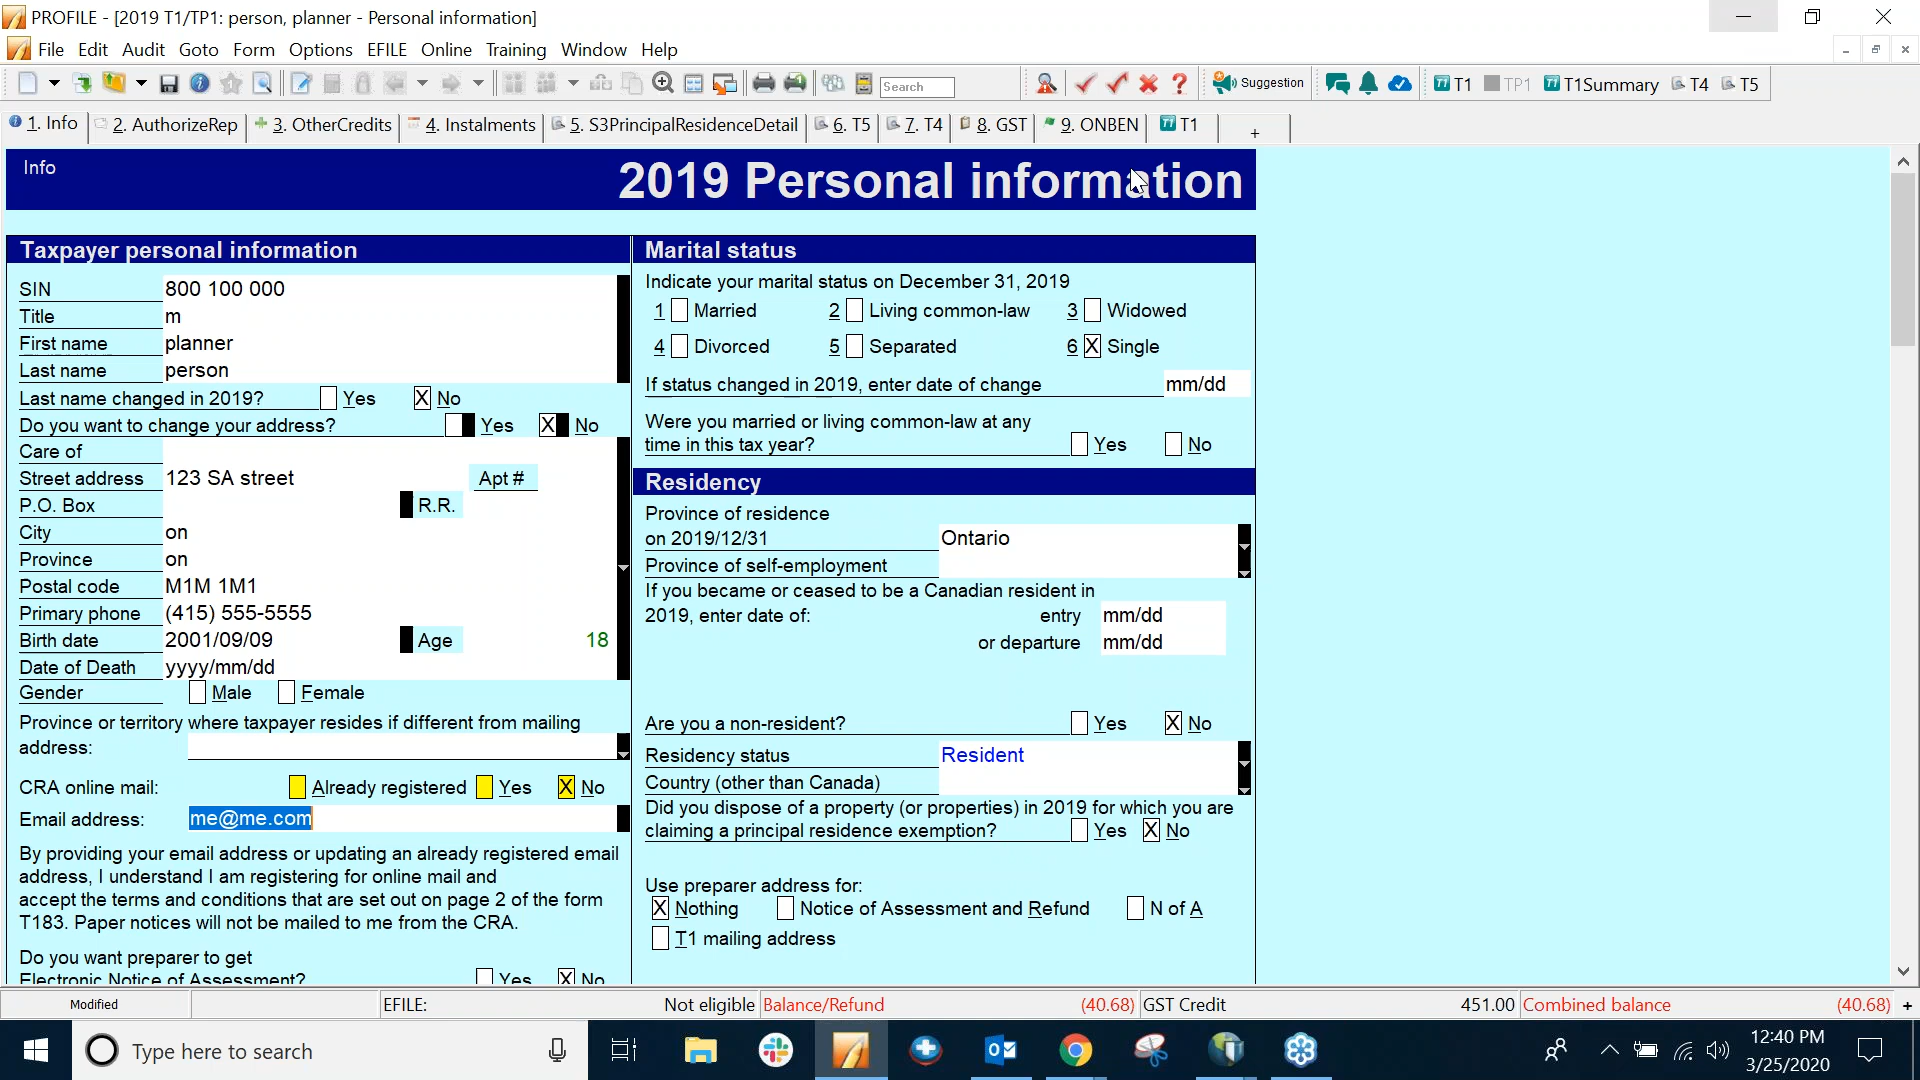 PROFILE - [2019 T1/TP1: person, planner - Personal information]
File Edit Audit Goto Form Options EFILE Online Training Window Help
Search Suggestion T1 TP1 T1Summary T4 T5
1. Info 2. AuthorizeRep 3. OtherCredits 4. Instalments 5. S3PrincipalResidenceDetail 6. T5 7. T4 8. GST 9. ONBEN T1 +
Info
2019 Personal information
Taxpayer personal information
SIN 800 100 000
Title m
First name planner
Last name person
Last name changed in 2019? Yes X No
Do you want to change your address? Yes X No
Care of
Street address 123 SA street Apt #
P.O. Box R.R.
City on
Province on
Postal code M1M 1M1
Primary phone (415) 555-5555
Birth date 2001/09/09 Age 18
Date of Death yyyy/mm/dd
Gender Male Female
Province or territory where taxpayer resides if different from mailing
address:
CRA online mail: Already registered Yes X No
Email address: me@me.com
By providing your email address or updating an already registered email
address, I understand I am registering for online mail and
accept the terms and conditions that are set out on page 2 of the form
T183. Paper notices will not be mailed to me from the CRA.
Do you want preparer to get
Electronic Notice of Assessment? Yes X No
Marital status
Indicate your marital status on December 31, 2019
1 Married 2 Living common-law 3 Widowed
4 Divorced 5 Separated 6 X Single
If status changed in 2019, enter date of change mm/dd
Were you married or living common-law at any
time in this tax year? Yes No
Residency
Province of residence
on 2019/12/31 Ontario
Province of self-employment
If you became or ceased to be a Canadian resident in
2019, enter date of: entry mm/dd
or departure mm/dd
Are you a non-resident? Yes X No
Residency status Resident
Country (other than Canada)
Did you dispose of a property (or properties) in 2019 for which you are
claiming a principal residence exemption? Yes X No
Use preparer address for:
X Nothing Notice of Assessment and Refund N of A
T1 mailing address
Modified EFILE: Not eligible Balance/Refund (40.68) GST Credit 451.00 Combined balance (40.68) +
Type here to search
12:40 PM
3/25/2020